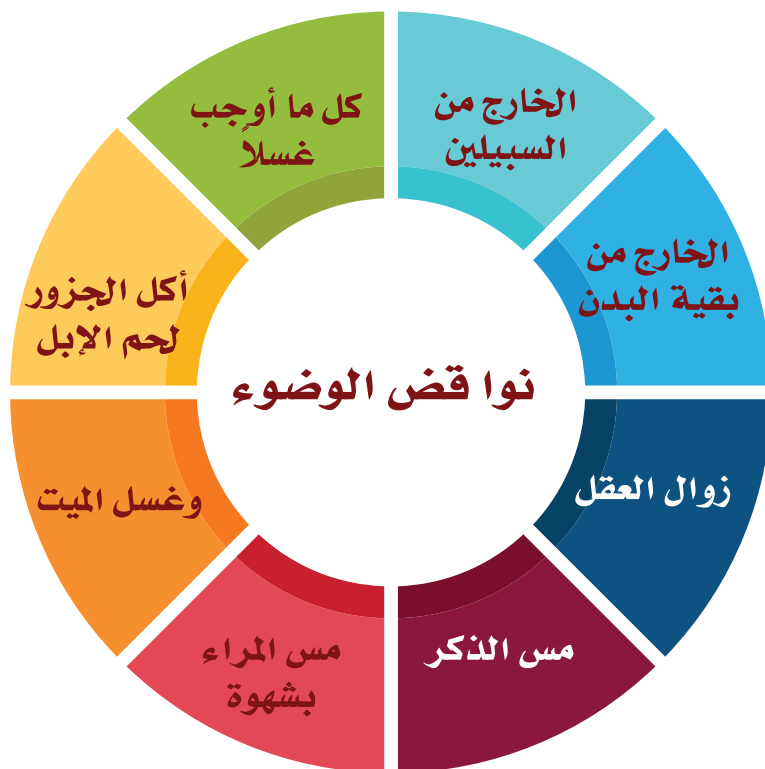 نوا قض الوضوء
الخارج من
السبيلين
الخارج من
بقية البدن
زوال العقل
مس الذكر
مس المراء
بشهوة
وغسل الميت
أكل الجزور
لحم الإبل
كل ما أوجب
غسلاً